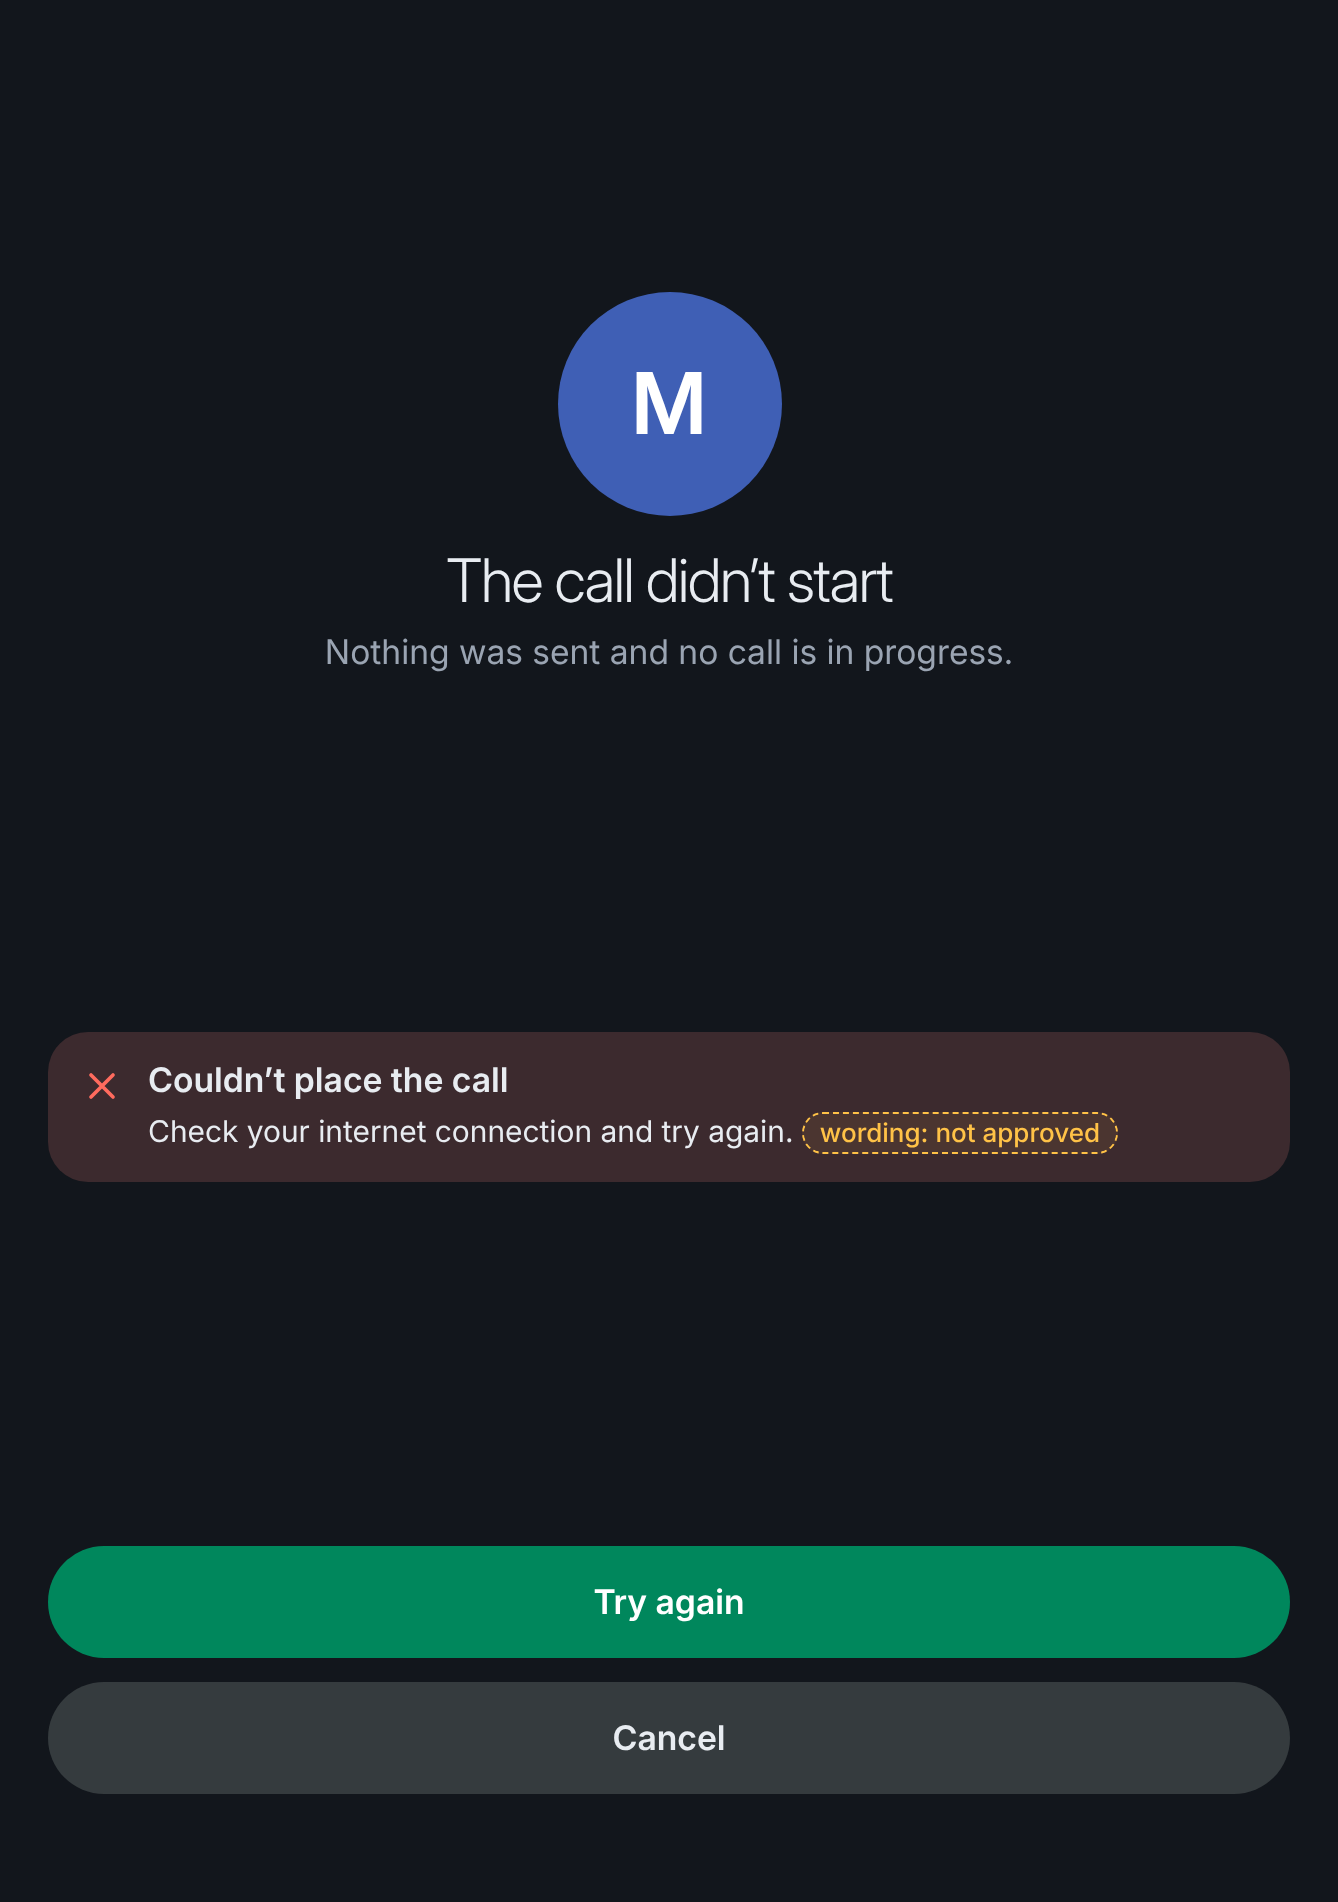 M
The call didn’t start
Nothing was sent and no call is in progress.
Couldn’t place the call
Check your internet connection and try again. wording: not approved
Try again
Cancel